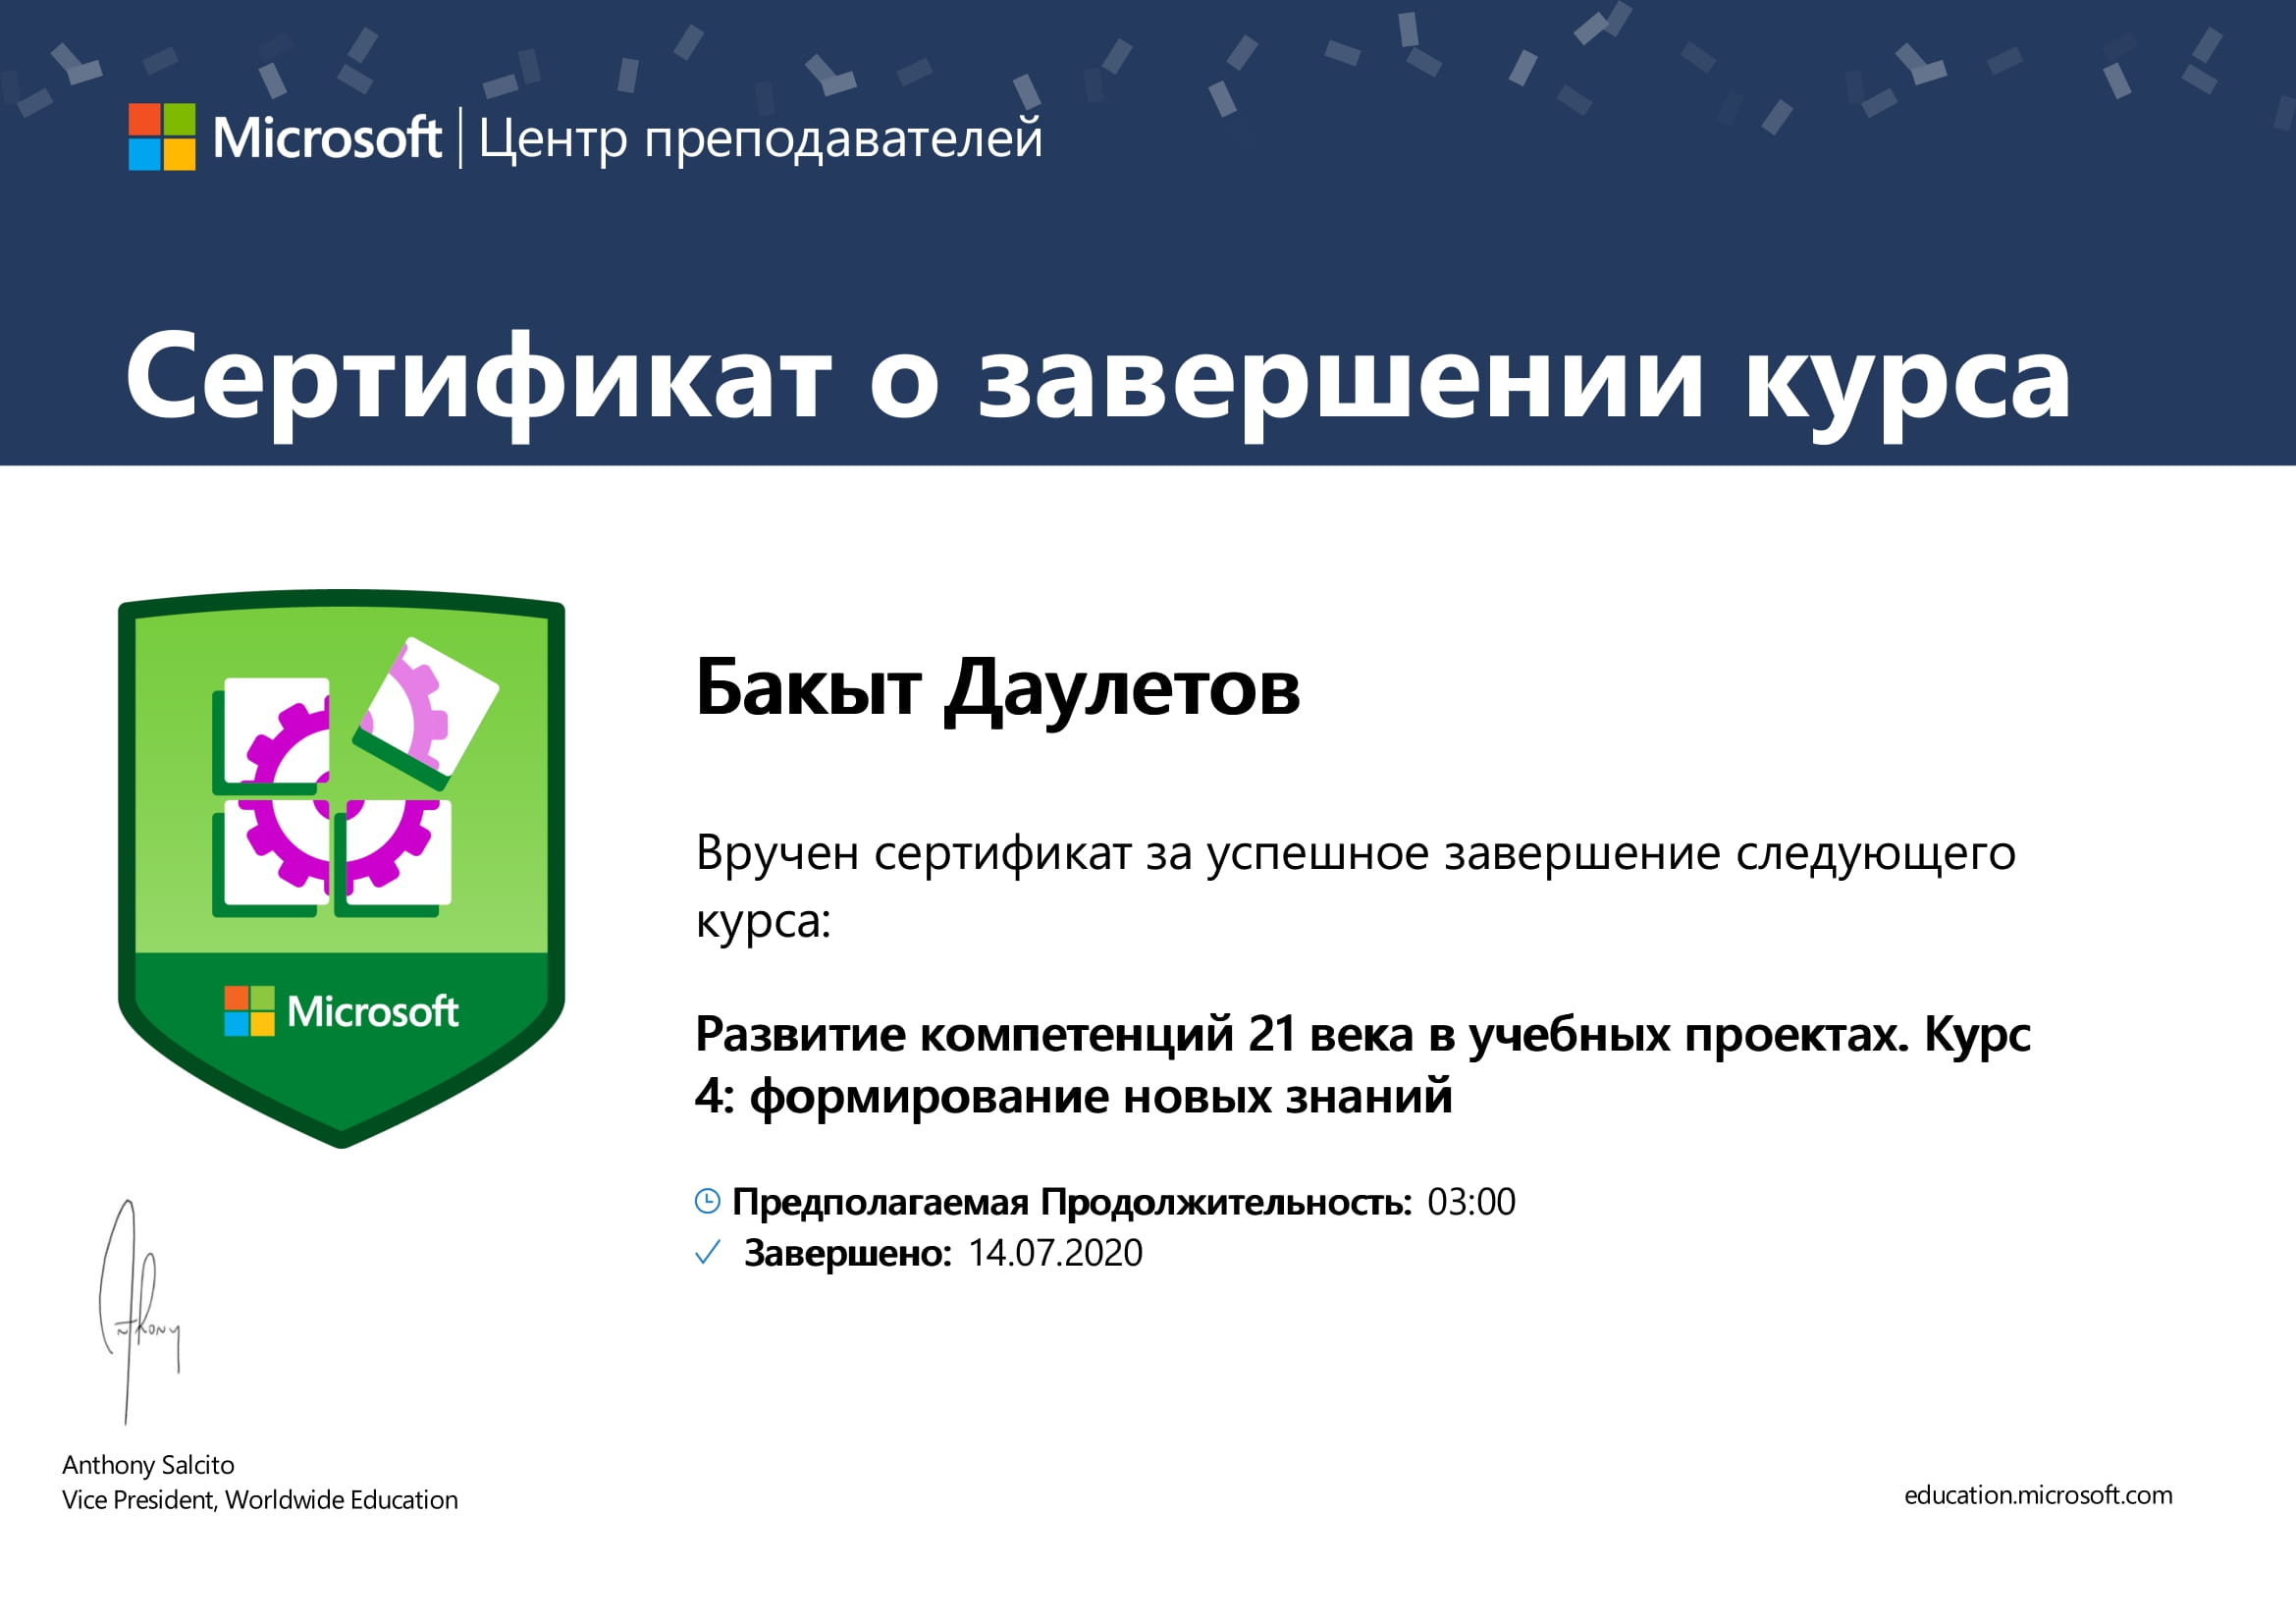 Microsoft | Центр преподавателей
Сертификат о завершении курса
Бакыт Даулетов
Вручен сертификат за успешное завершение следующего
курса:
Развитие компетенций 21 века в учебных проектах. Курс
4: формирование новых знаний
Предполагаемая Продолжительность: 03:00
Завершено: 14.07.2020
Microsoft
Anthony
Anthony Salcito
Vice President, Worldwide Education
education.microsoft.com